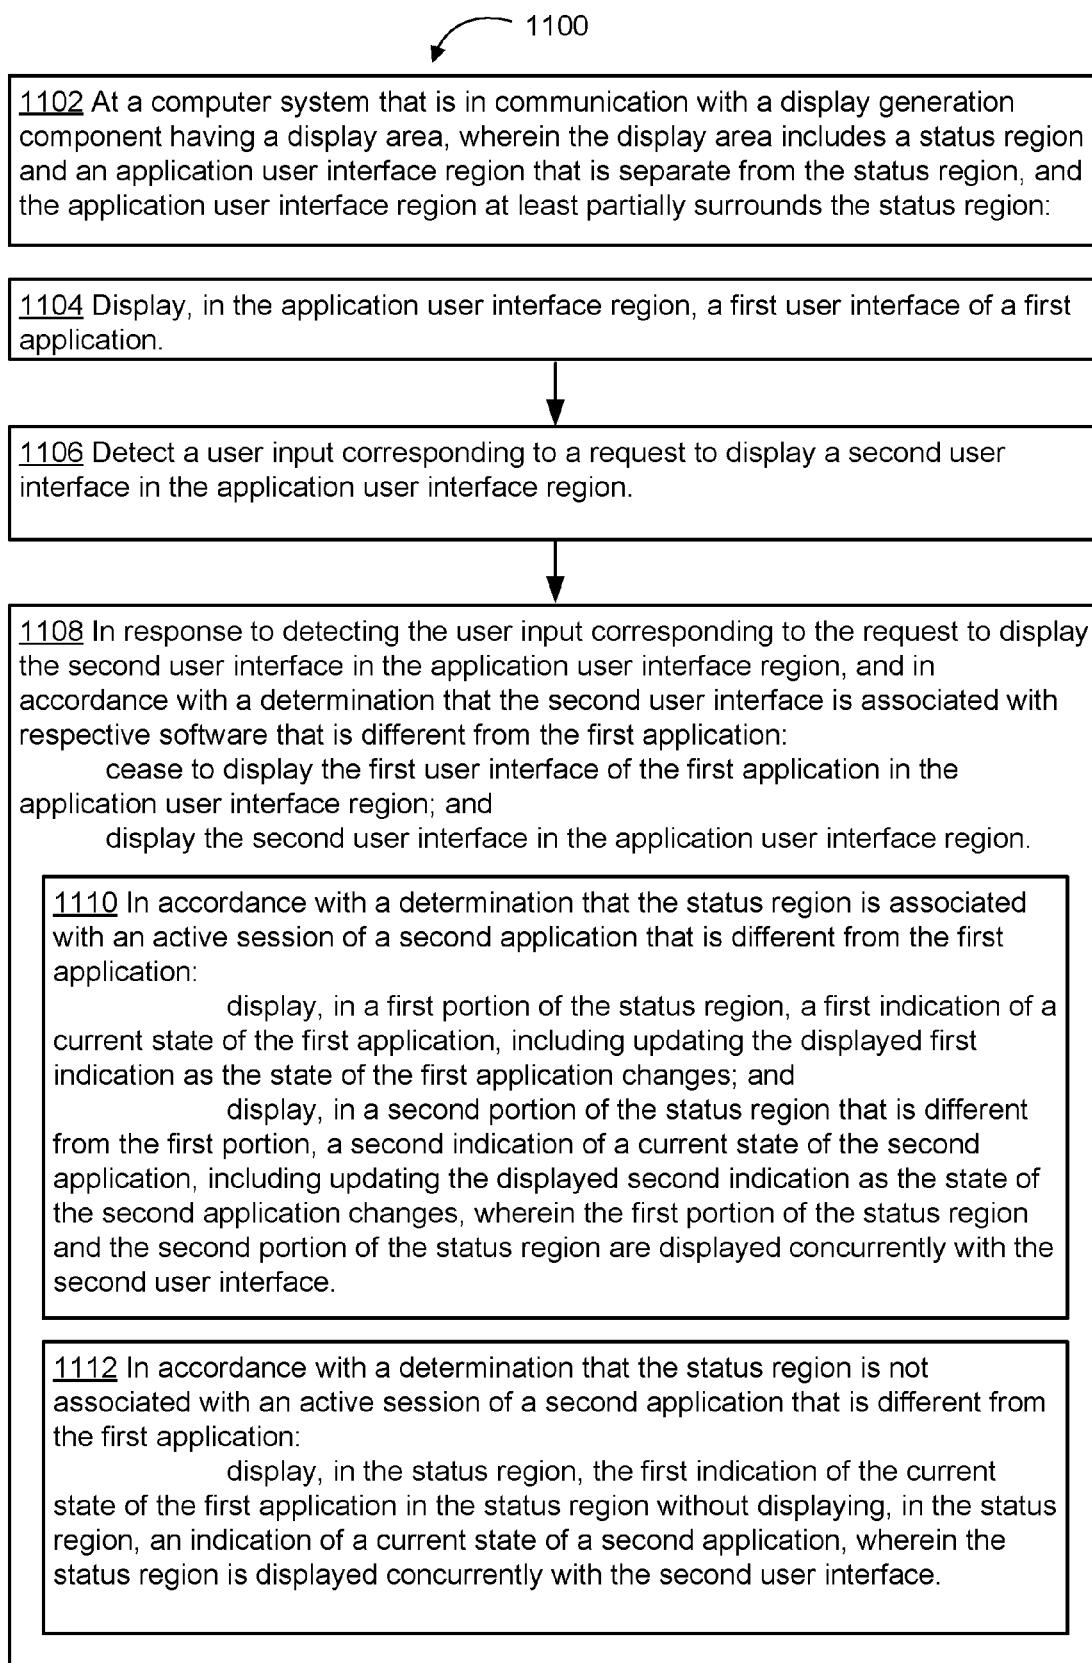 1100
1102 At a computer system that is in communication with a display generation
component having a display area, wherein the display area includes a status region
and an application user interface region that is separate from the status region, and
the application user interface region at least partially surrounds the status region:
1104 Display, in the application user interface region, a first user interface of a first
application.
1106 Detect a user input corresponding to a request to display a second user
interface in the application user interface region.
1108 In response to detecting the user input corresponding to the request to display
the second user interface in the application user interface region, and in
accordance with a determination that the second user interface is associated with
respective software that is different from the first application:
cease to display the first user interface of the first application in the
application user interface region; and
display the second user interface in the application user interface region.
1110 In accordance with a determination that the status region is associated
with an active session of a second application that is different from the first
application:
display, in a first portion of the status region, a first indication of a
current state of the first application, including updating the displayed first
indication as the state of the first application changes; and
display, in a second portion of the status region that is different
from the first portion, a second indication of a current state of the second
application, including updating the displayed second indication as the state of
the second application changes, wherein the first portion of the status region
and the second portion of the status region are displayed concurrently with the
second user interface.
1112 In accordance with a determination that the status region is not
associated with an active session of a second application that is different from
the first application:
display, in the status region, the first indication of the current
state of the first application in the status region without displaying, in the status
region, an indication of a current state of a second application, wherein the
status region is displayed concurrently with the second user interface.